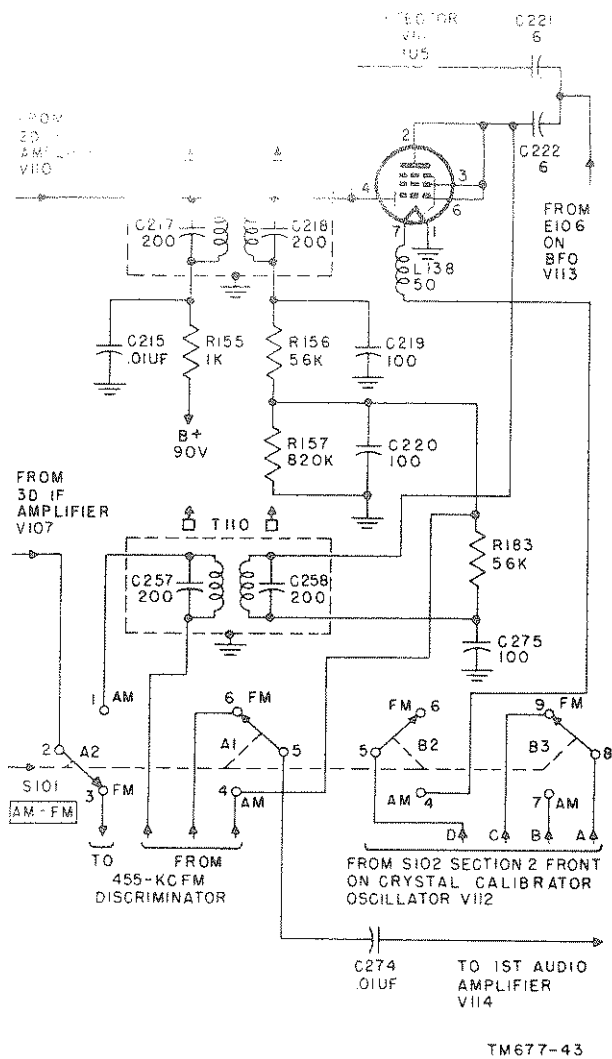 C221
6
1U5
FROM
V110
2
C222
6
4
3
6
7
1
C217
200
C218
200
L138
50
FROM
E106
ON
BFO
V113
C215
.01UF
R155
1K
R156
56K
C219
100
B+
90V
R157
820K
C220
100
FROM
3D IF
AMPLIFIER
V107
T110
R183
56K
C257
200
C258
200
C275
100
1 AM
6
FM
6
9 FM
2 A2
A1
5
5
B2
B3
8
S101
3 FM
4
AM
AM 4
7 AM
AM-FM
D C B A
TO
FROM
455-KC FM
DISCRIMINATOR
FROM S102 SECTION 2 FRONT
ON CRYSTAL CALIBRATOR
OSCILLATOR V112
C274
.01UF
TO 1ST AUDIO
AMPLIFIER
V114
TM677-43